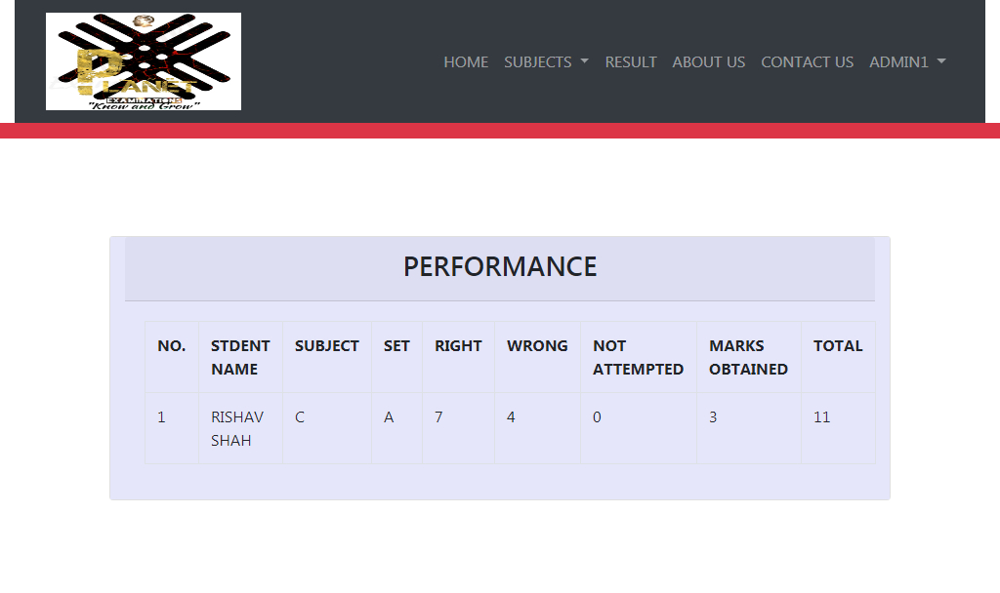 PLANET
EXAMINATIONS
"Know and Grow"
HOME SUBJECTS RESULT ABOUT US CONTACT US ADMIN1
PERFORMANCE
NO. STDENT NAME SUBJECT SET RIGHT WRONG NOT ATTEMPTED MARKS OBTAINED TOTAL
1 RISHAV SHAH C A 7 4 0 3 11